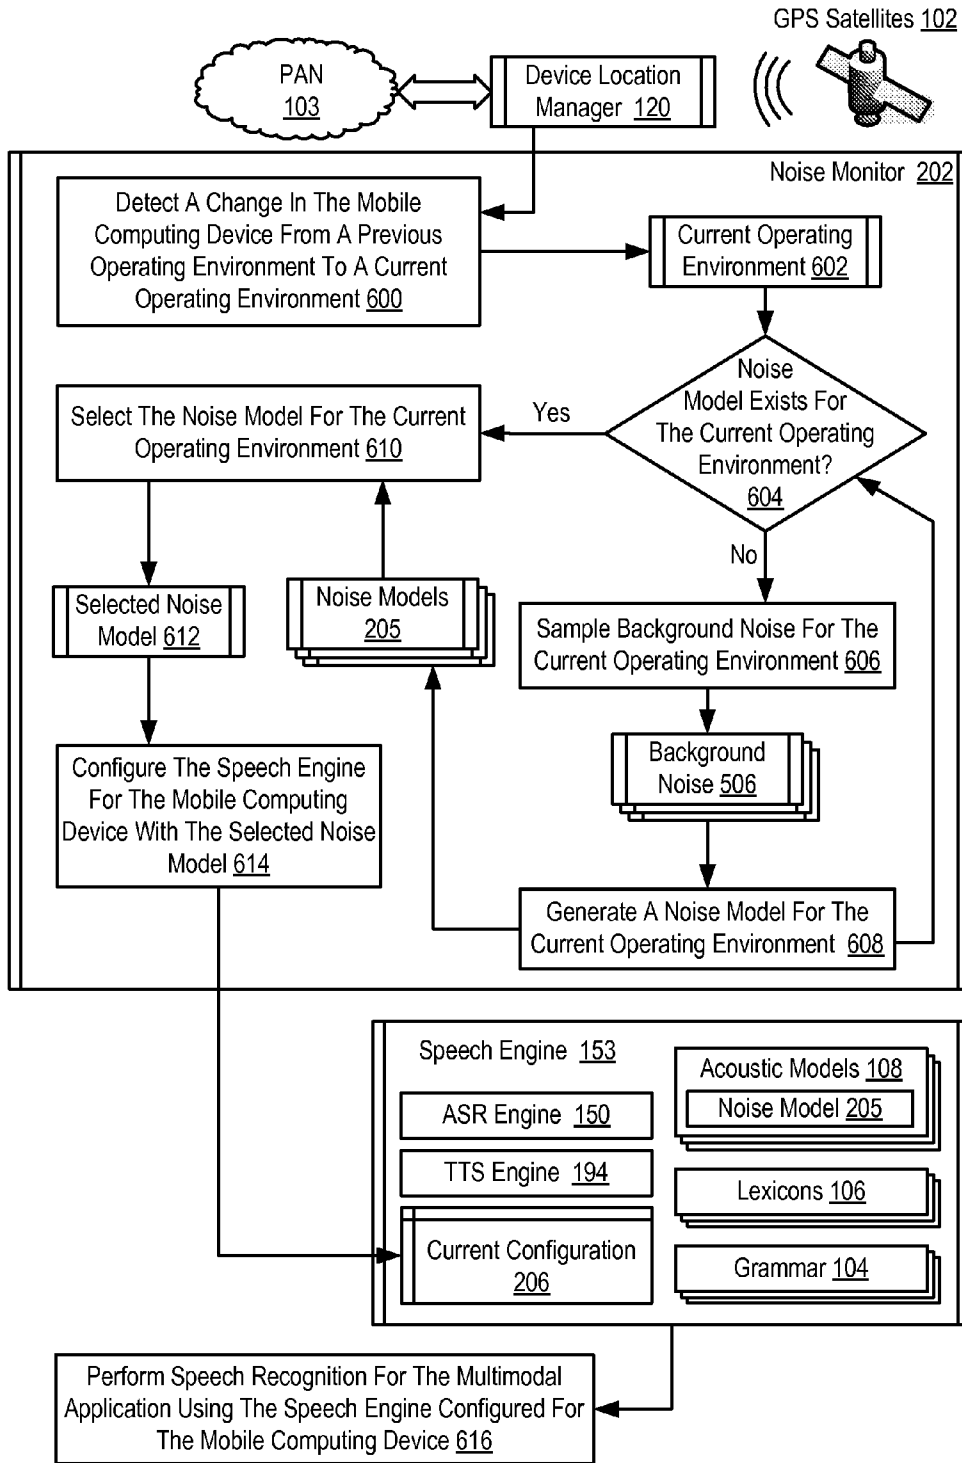 GPS Satellites 102
PAN
103
Device Location
Manager 120
Noise Monitor 202
Detect A Change In The Mobile
Computing Device From A Previous
Operating Environment To A Current
Operating Environment 600
Current Operating
Environment 602
Noise
Model Exists For
The Current Operating
Environment?
604
Yes
No
Select The Noise Model For The Current
Operating Environment 610
Selected Noise
Model 612
Noise Models
205
Sample Background Noise For The
Current Operating Environment 606
Background
Noise 506
Configure The Speech Engine
For The Mobile Computing
Device With The Selected Noise
Model 614
Generate A Noise Model For The
Current Operating Environment 608
Speech Engine 153
ASR Engine 150
TTS Engine 194
Current Configuration
206
Acoustic Models 108
Noise Model 205
Lexicons 106
Grammar 104
Perform Speech Recognition For The Multimodal
Application Using The Speech Engine Configured For
The Mobile Computing Device 616